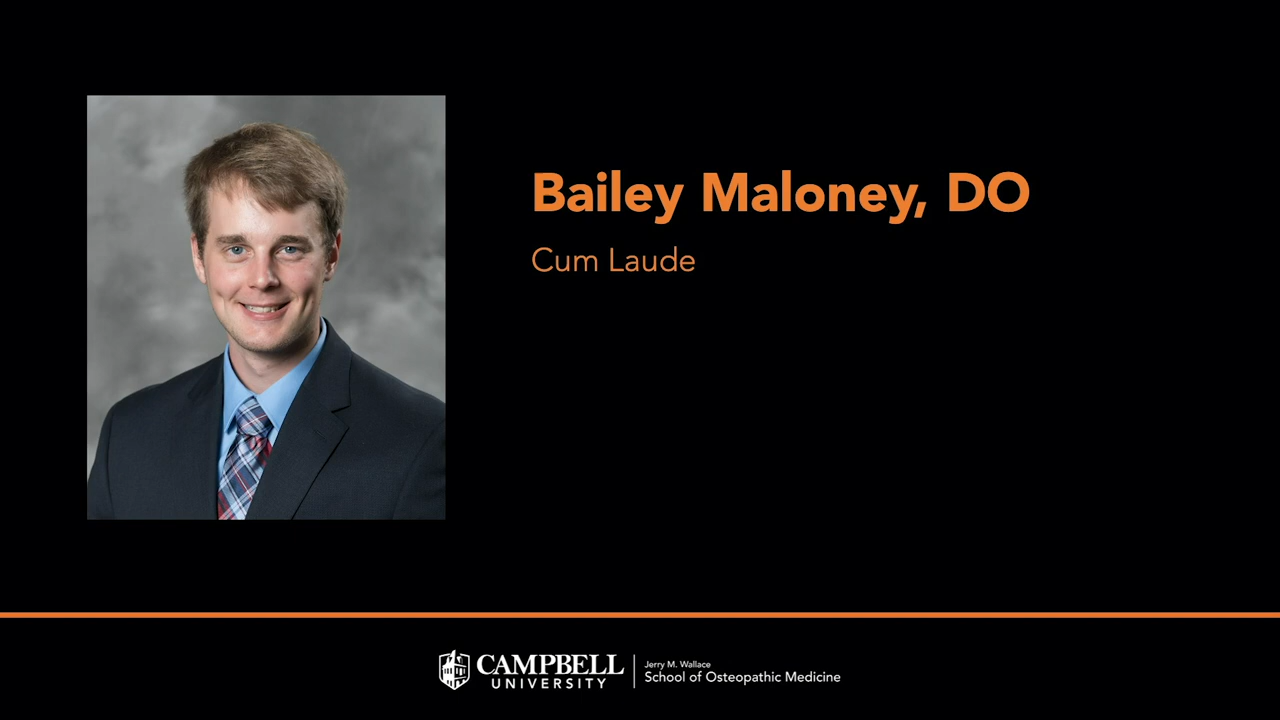 Bailey Maloney, DO
Cum Laude
CAMPBELL
UNIVERSITY
Jerry M. Wallace
School of Osteopathic Medicine